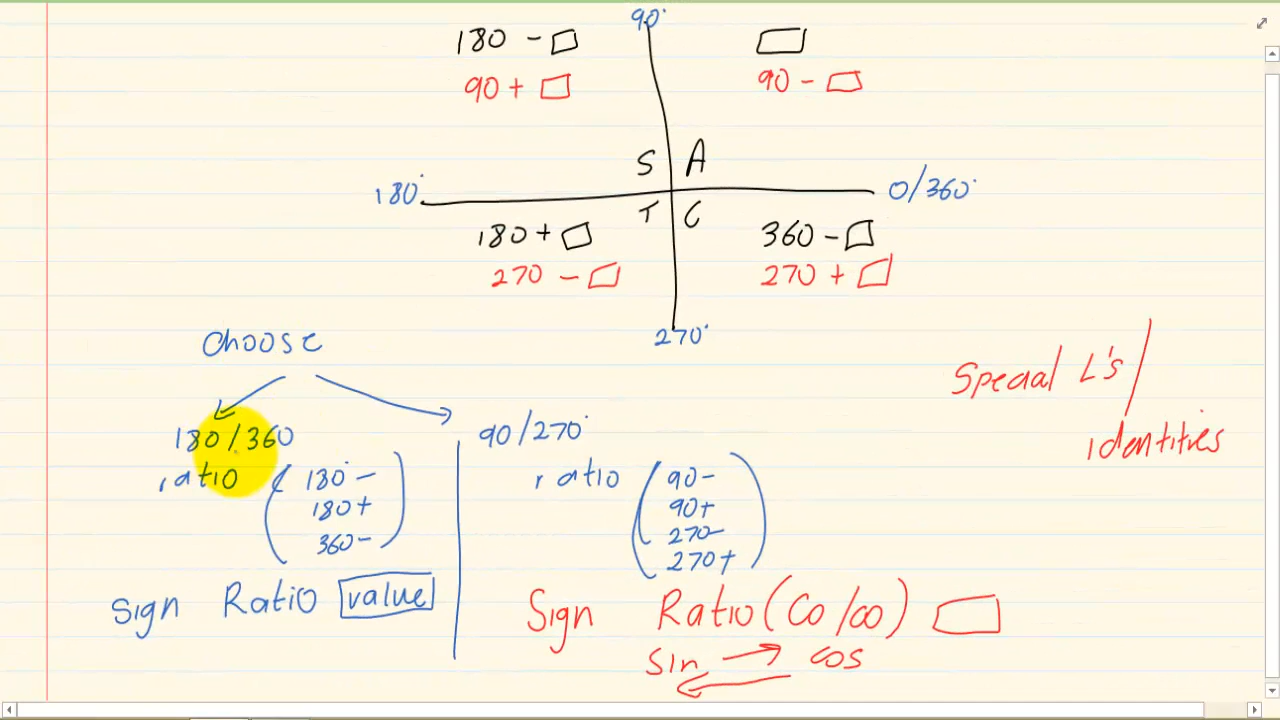 90°
180 -
90 +
90 -
S A
180° 0/360°
T C
180 +
270 -
360 -
270 +
270°
Choose
180/360
ratio
180° -
180+
360-
Sign Ratio value
90/270°
ratio
90-
90+
270-
270+
Sign Ratio (Co/co)
sin → cos
Special L's/
identities